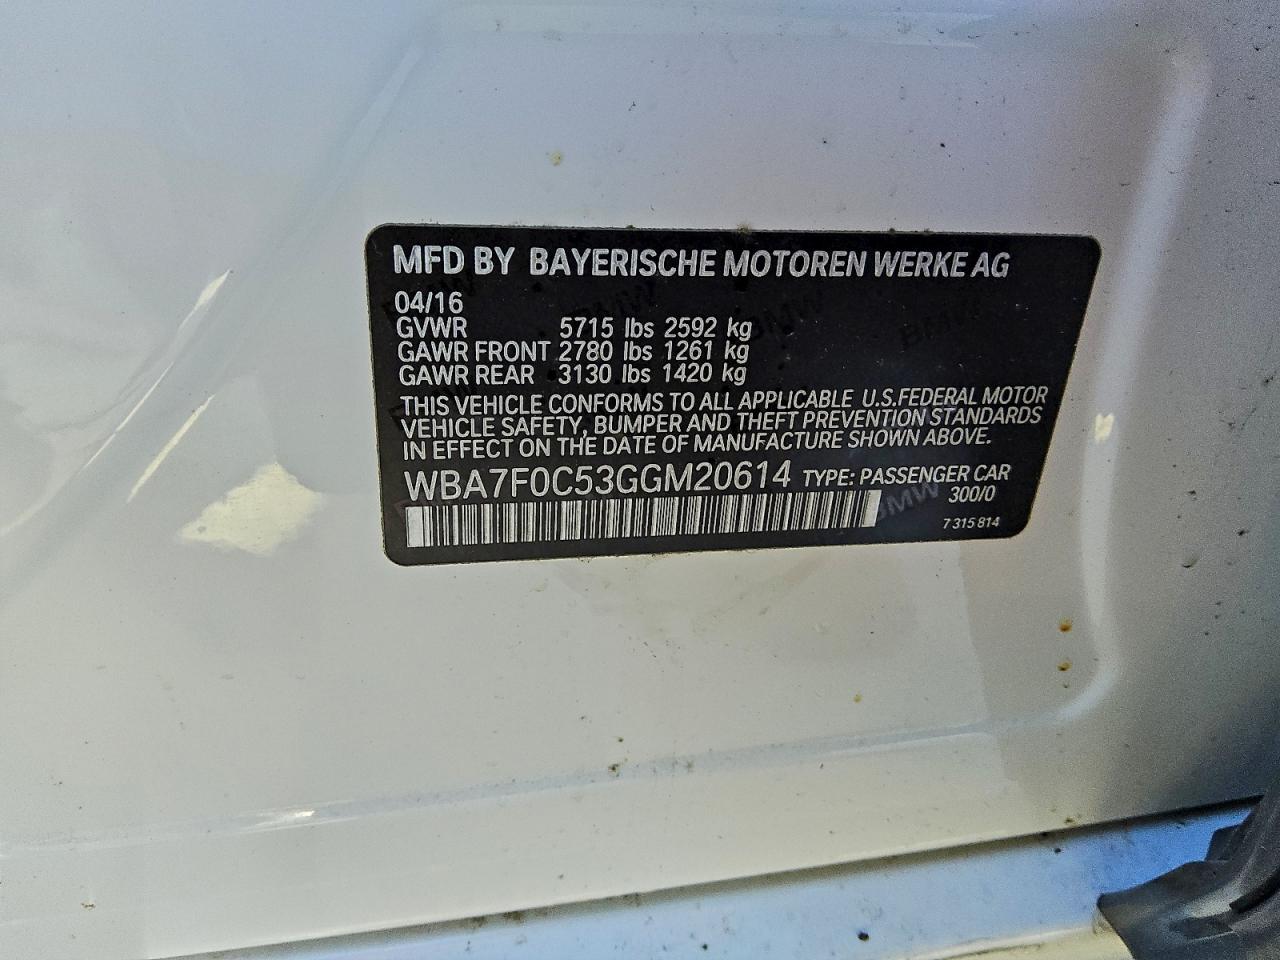 MFD BY BAYERISCHE MOTOREN WERKE AG
04/16
GVWR 5715 lbs 2592 kg
GAWR FRONT 2780 lbs 1261 kg
GAWR REAR 3130 lbs 1420 kg
THIS VEHICLE CONFORMS TO ALL APPLICABLE U.S.FEDERAL MOTOR
VEHICLE SAFETY, BUMPER AND THEFT PREVENTION STANDARDS
IN EFFECT ON THE DATE OF MANUFACTURE SHOWN ABOVE.
WBA7F0C53GGM20614 TYPE: PASSENGER CAR
300/0
7 315 814